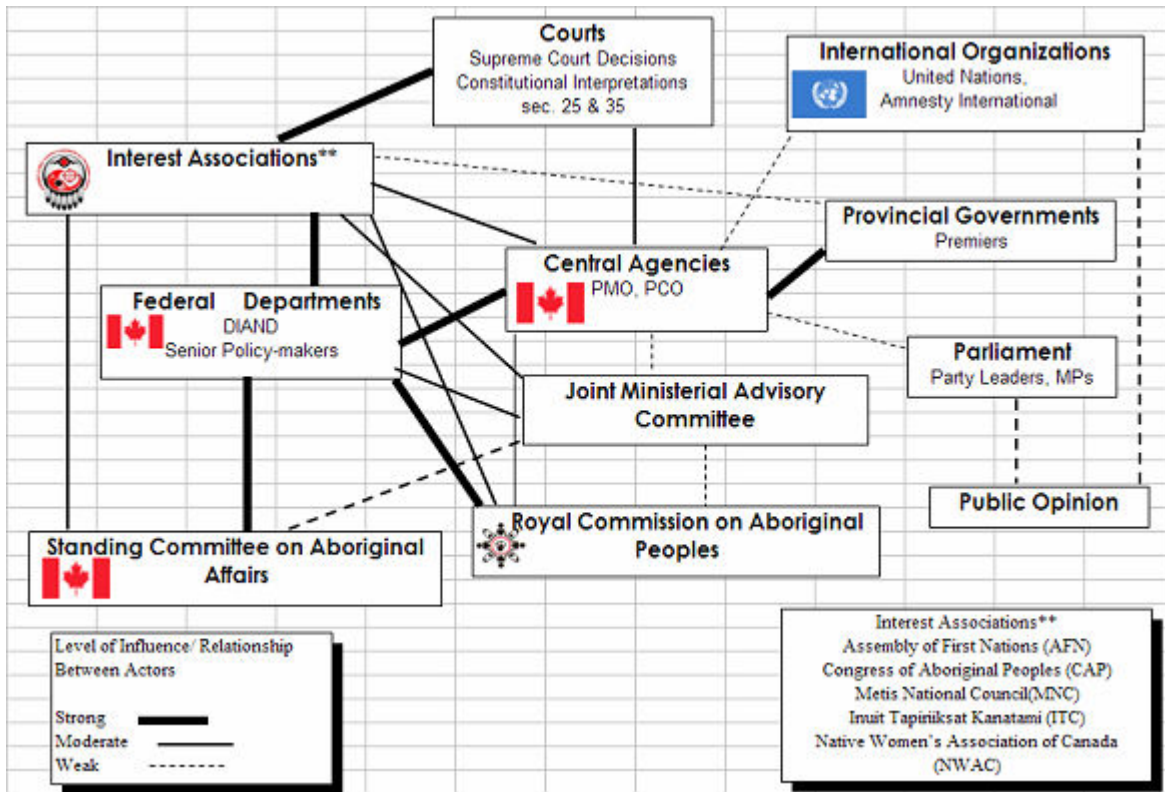 Courts
Supreme Court Decisions
Constitutional Interpretations
sec. 25 & 35
International Organizations
United Nations,
Amnesty International
Interest Associations**
Provincial Governments
Premiers
Central Agencies
PMO, PCO
Federal Departments
DIAND
Senior Policy-makers
Parliament
Party Leaders, MPs
Joint Ministerial Advisory
Committee
Public Opinion
Royal Commission on Aboriginal
Peoples
Standing Committee on Aboriginal
Affairs
Level of Influence/ Relationship
Between Actors
Strong
Moderate
Weak
Interest Associations**
Assembly of First Nations (AFN)
Congress of Aboriginal Peoples (CAP)
Metis National Council(MNC)
Inuit Tapiriksat Kanatami (ITC)
Native Women's Association of Canada
(NWAC)